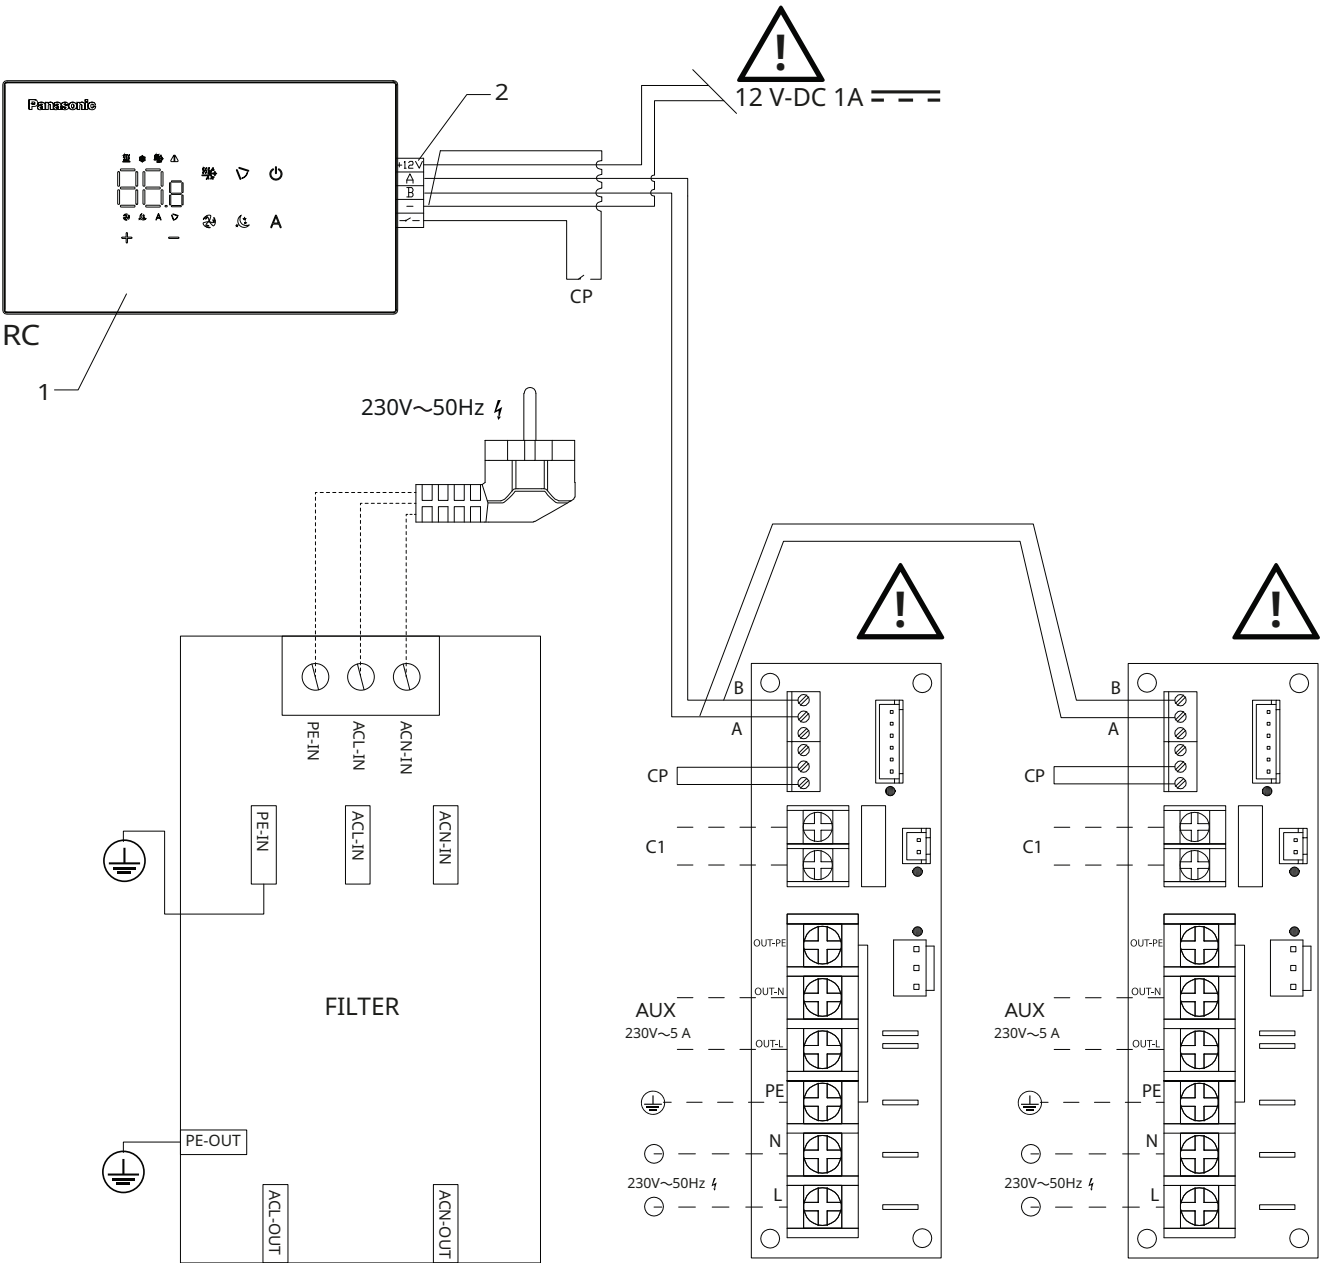 12 V-DC 1A
Panasonic
2
+12V
A
B
-
88.8
A
A
+ -
CP
RC
1
230V~50Hz
PE-IN
ACL-IN
ACN-IN
PE-IN
ACL-IN
ACN-IN
FILTER
PE-OUT
ACL-OUT
ACN-OUT
B
A
CP
C1
OUT-PE
OUT-N
AUX
230V~5 A
OUT-L
PE
N
230V~50Hz
L
B
A
CP
C1
OUT-PE
OUT-N
AUX
230V~5 A
OUT-L
PE
N
230V~50Hz
L